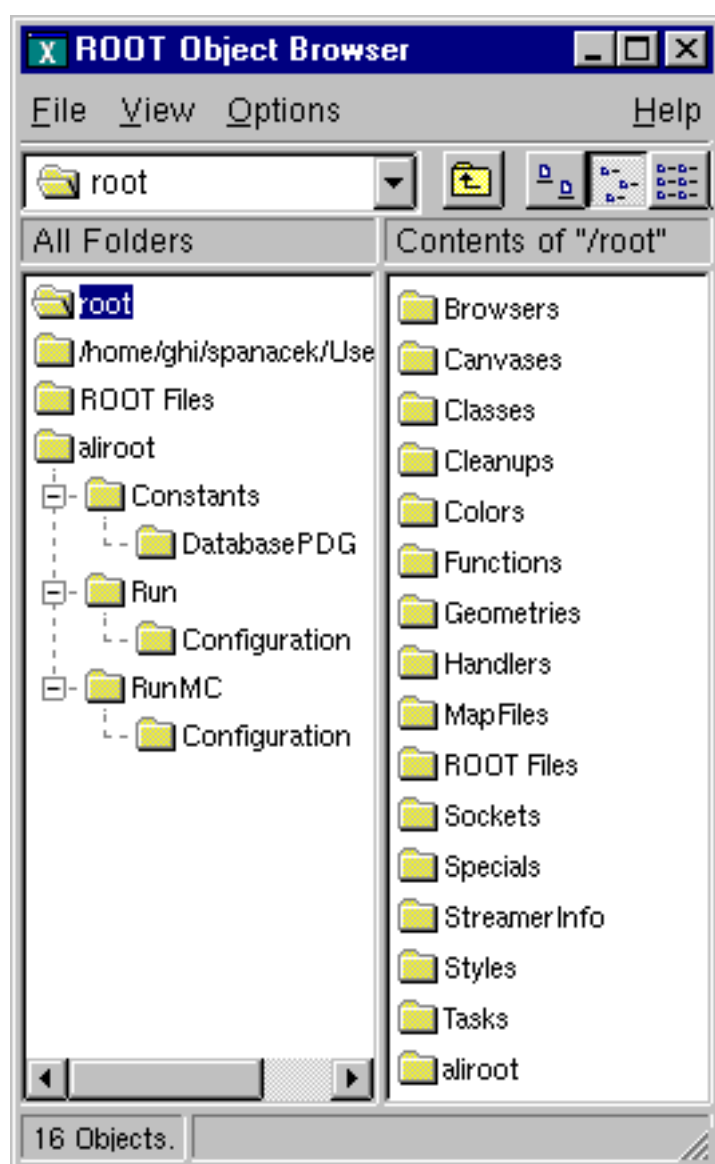 ROOT Object Browser
File View Options Help
root
All Folders
Contents of "/root"
root
/home/ghi/spanacek/Use
ROOT Files
aliroot
Constants
DatabasePDG
Run
Configuration
RunMC
Configuration
Browsers
Canvases
Classes
Cleanups
Colors
Functions
Geometries
Handlers
MapFiles
ROOT Files
Sockets
Specials
StreamerInfo
Styles
Tasks
aliroot
16 Objects.